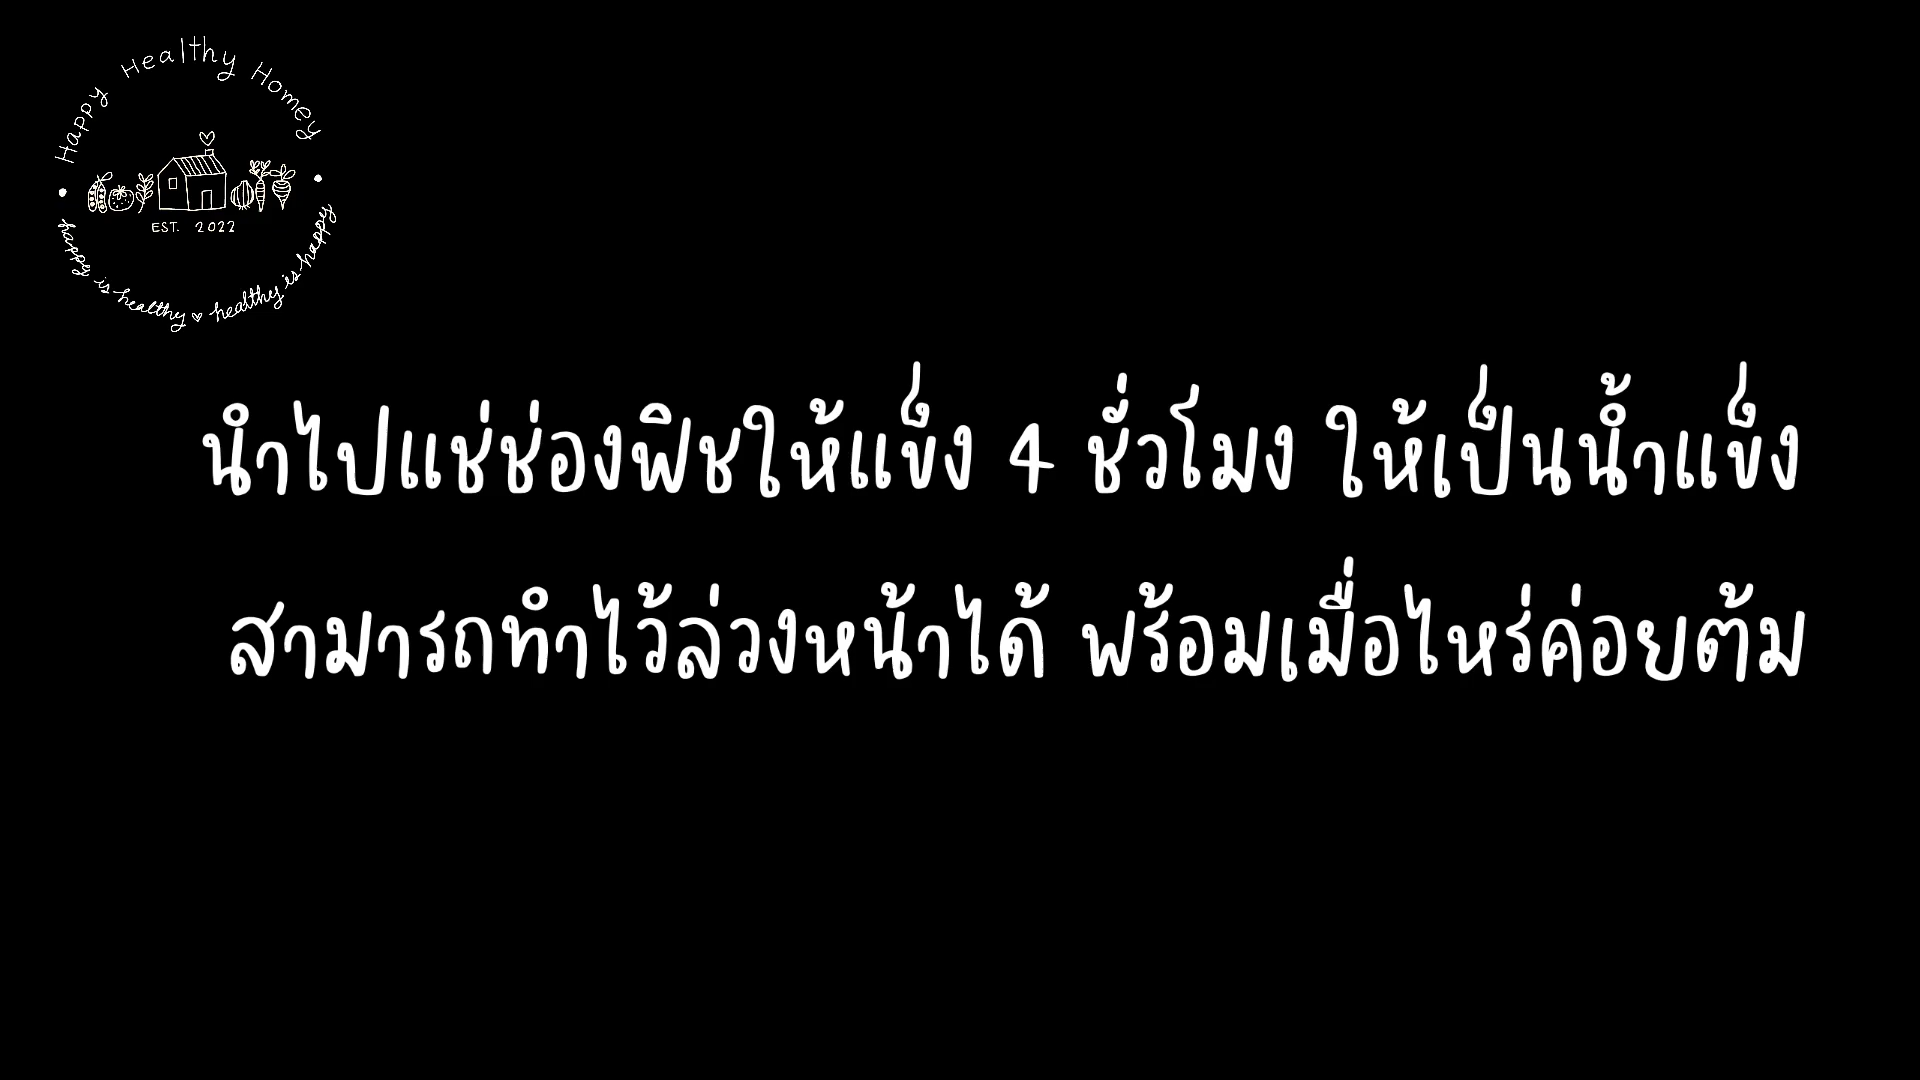 Happy Healthy Homey
EST. 2022
happy is healthy ♡ healthy is happy
นำไปแช่ช่องฟิชให้แข็ง 4 ชั่วโมง ให้เป็นน้ำแข็ง
สามารถทำไว้ล่วงหน้าได้ พร้อมเมื่อไหร่ค่อยต้ม